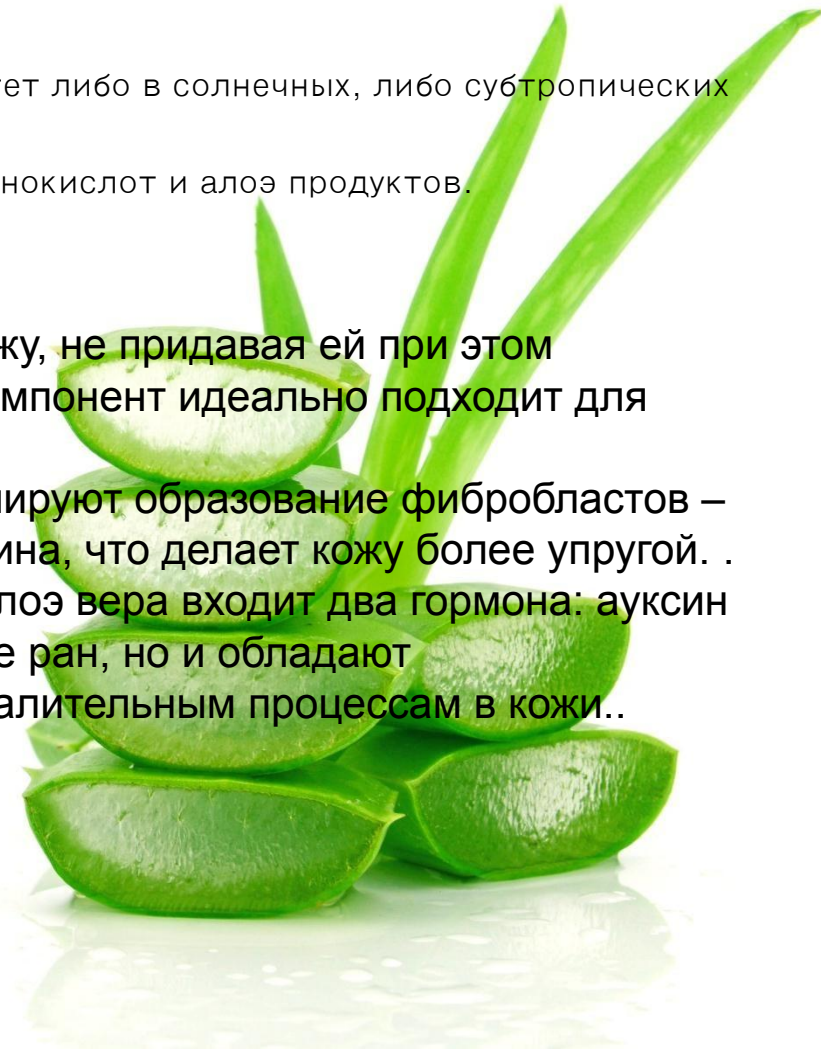 ет либо в солнечных, либо субтропических
нокислот и алоэ продуктов.
жу, не придавая ей при этом
мпонент идеально подходит для
ируют образование фибробластов –
ина, что делает кожу более упругой. .
лоэ вера входит два гормона: ауксин
е ран, но и обладают
алительным процессам в кожи..